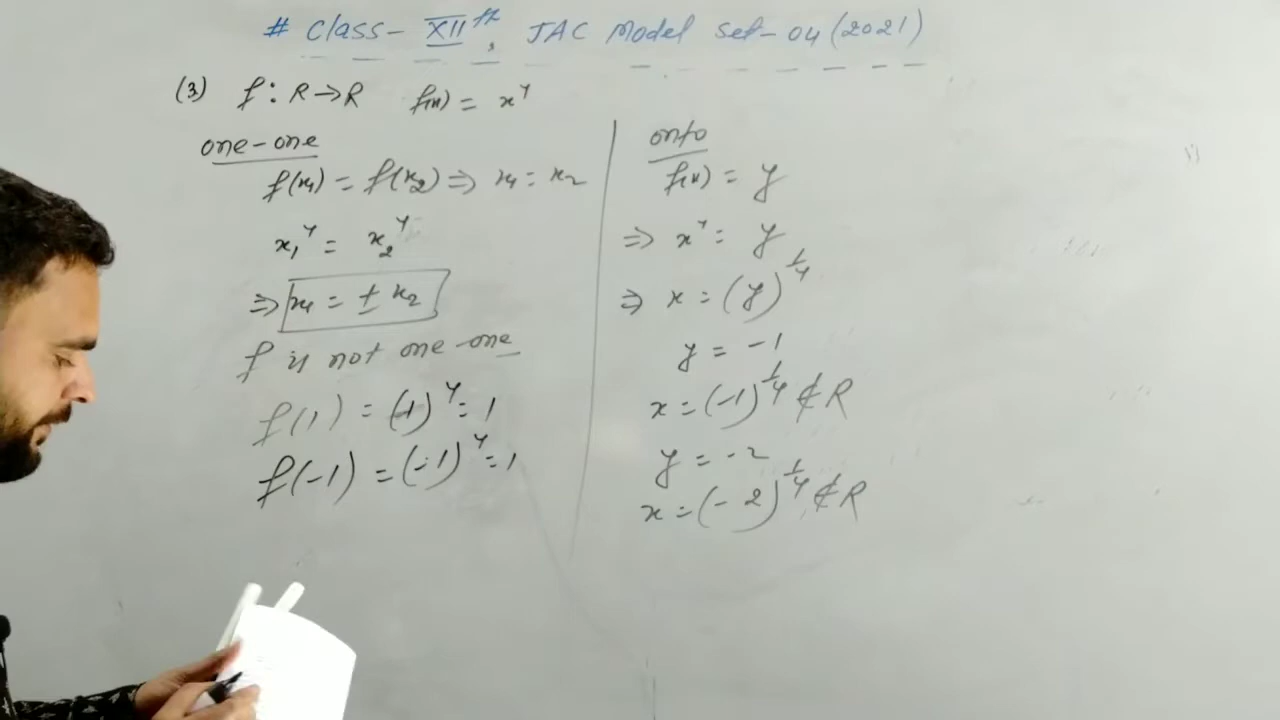 # Class- XIIth, JAC Model Set-04 (2021)
(3) f: R→R f(x) = x⁴
one-one
f(x₁) = f(x₂) ⇒ x₁ = x₂
x₁⁴ = x₂⁴
⇒ x₁ = ± x₂
f is not one-one
f(1) = (1)⁴ = 1
f(-1) = (-1)⁴ = 1
onto
f(x) = y
⇒ x⁴ = y
⇒ x = (y)^1/4
y = -1
x = (-1)^1/4 ∉ R
y = -2
x = (-2)^1/4 ∉ R